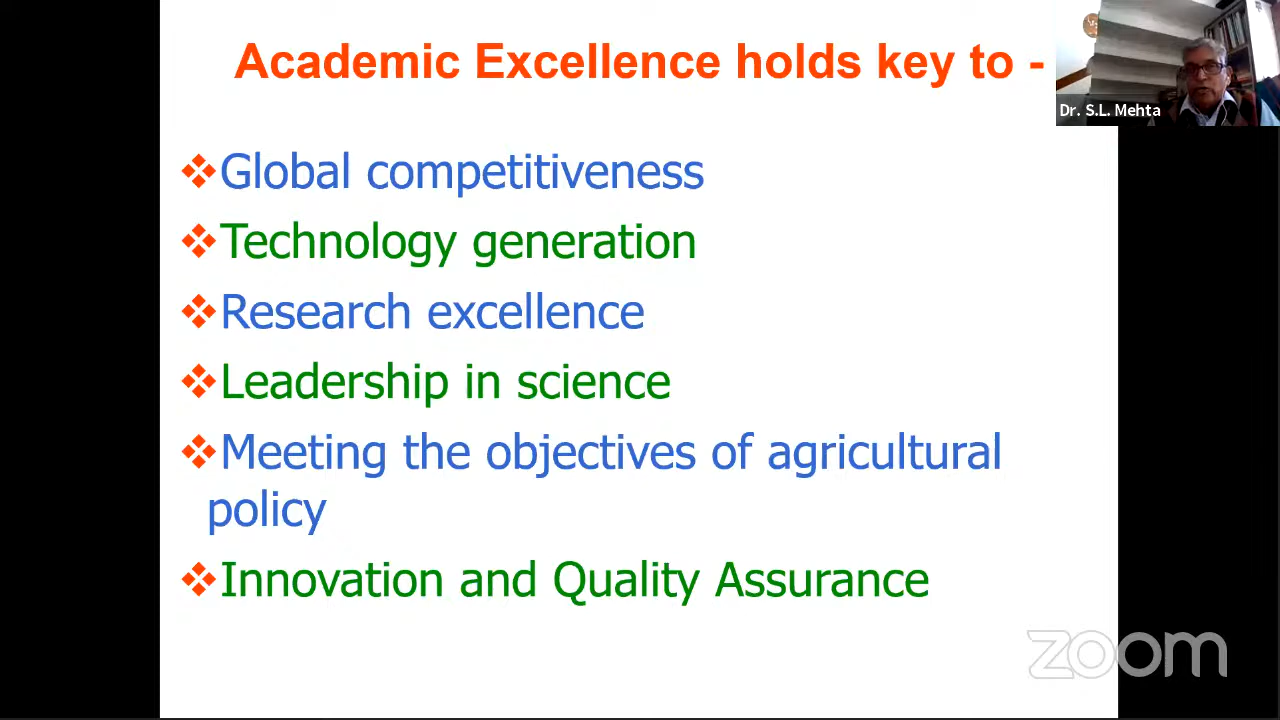 Academic Excellence holds key to -
Dr. S.L. Mehta
❖Global competitiveness
❖Technology generation
❖Research excellence
❖Leadership in science
❖Meeting the objectives of agricultural
policy
❖Innovation and Quality Assurance
zoom